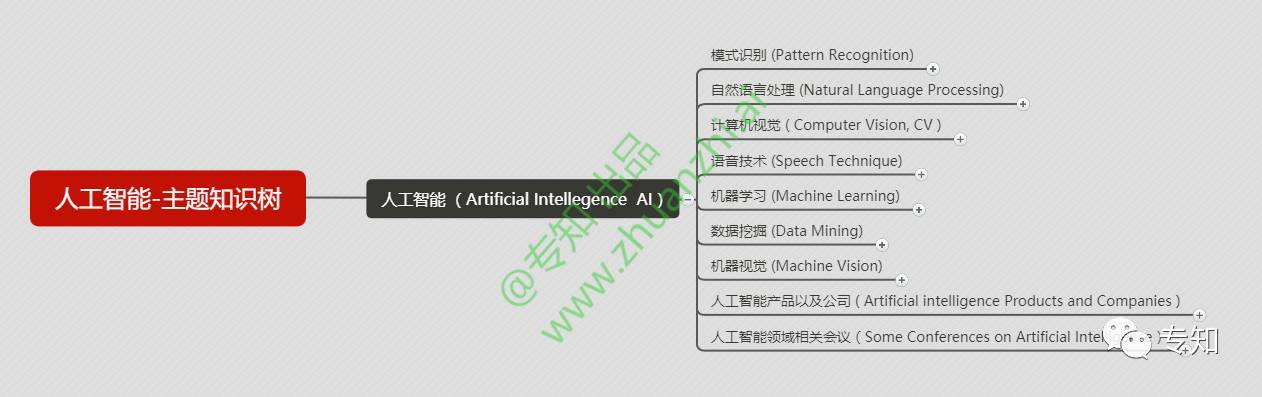 人工智能-主题知识树
人工智能（Artificial Intellegence AI）
模式识别 (Pattern Recognition)
自然语言处理 (Natural Language Processing)
计算机视觉（Computer Vision, CV）
语音技术 (Speech Technique)
机器学习 (Machine Learning)
数据挖掘 (Data Mining)
机器视觉 (Machine Vision)
人工智能产品以及公司（Artificial intelligence Products and Companies）
人工智能领域相关会议（Some Conferences on Artificial
@专知 出品
www.zhuanzhi.ai
专知